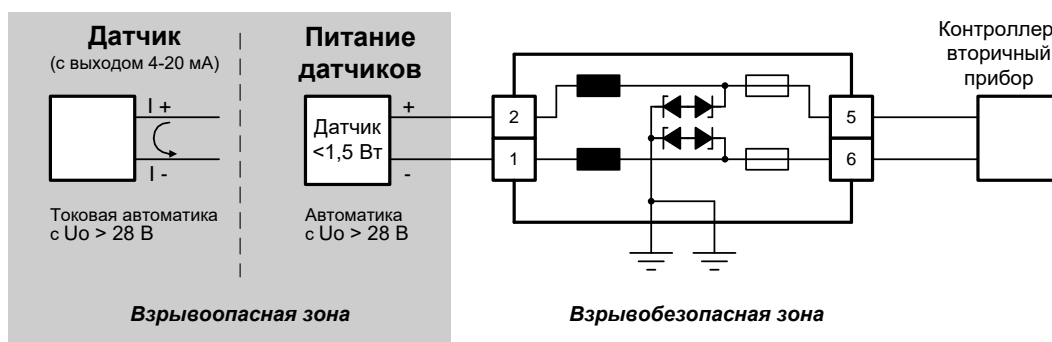 Датчик
(с выходом 4-20 мА)
I +
I -
Токовая автоматика
с Uo > 28 В
Питание
датчиков
Датчик
<1,5 Вт
+
-
Автоматика
с Uo > 28 В
2
1
5
6
Контроллер
вторичный
прибор
Взрывоопасная зона
Взрывобезопасная зона